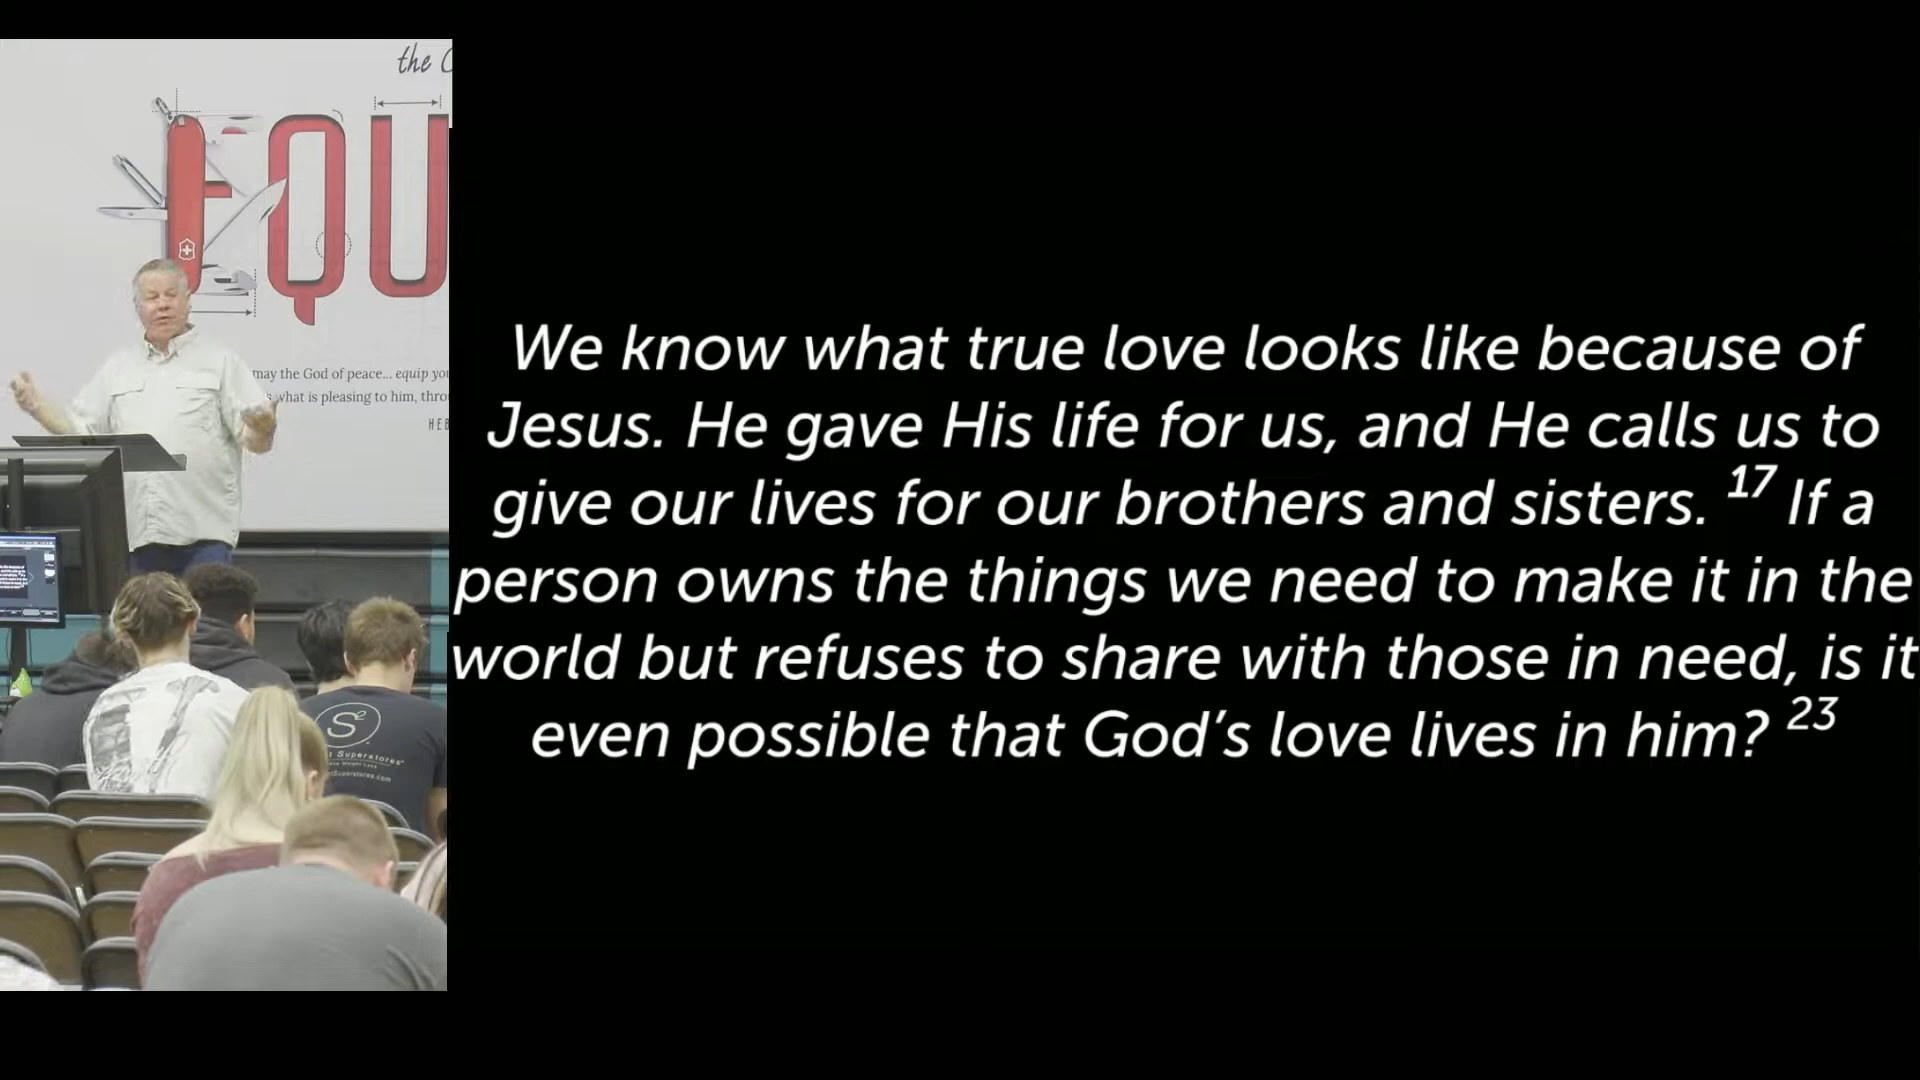 the
EQU
may the God of peace... equip you
what is pleasing to him, throu
HEB
S²
t Superstores
We know what true love looks like because of
Jesus. He gave His life for us, and He calls us to
give our lives for our brothers and sisters. 17 If a
person owns the things we need to make it in the
world but refuses to share with those in need, is it
even possible that God's love lives in him? 23